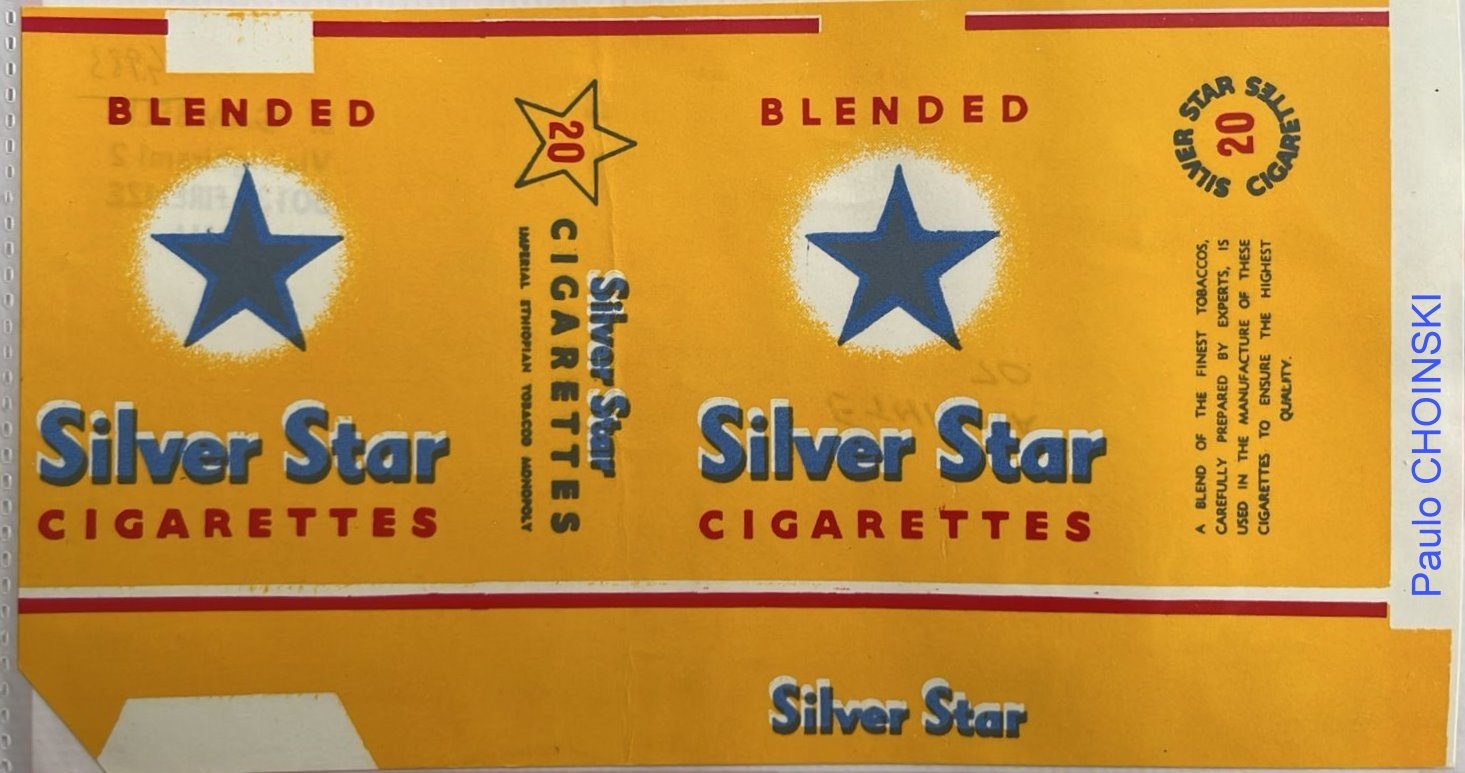 BLENDED
Silver Star
CIGARETTES
20
CIGARETTES
IMPERIAL ETHIOPIAN TOBACCO MONOPOLY
Silver Star
BLENDED
Silver Star
CIGARETTES
SILVER STAR
CIGARETTES
20
A BLEND OF THE FINEST TOBACCOS,
CAREFULLY PREPARED BY EXPERTS, IS
USED IN THE MANUFACTURE OF THESE
CIGARETTES TO ENSURE THE HIGHEST
QUALITY.
Silver Star
Paulo CHOINSKI